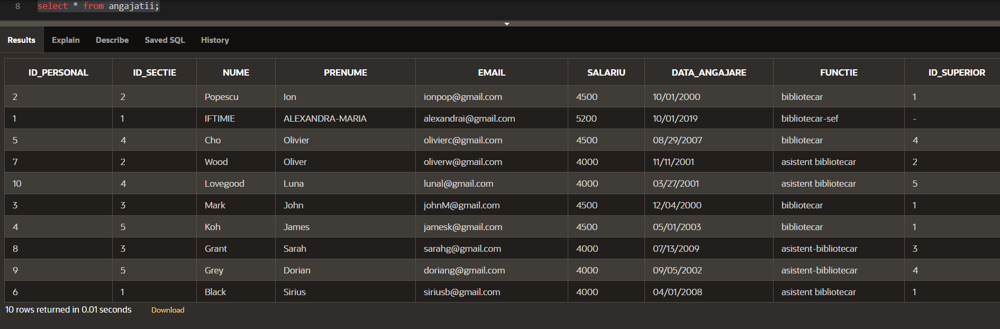 8 select * from angajatii;
Results Explain Describe Saved SQL History
ID_PERSONAL ID_SECTIE NUME PRENUME EMAIL SALARIU DATA_ANGAJARE FUNCTIE ID_SUPERIOR
2 2 Popescu Ion ionpop@gmail.com 4500 10/01/2000 bibliotecar 1
1 1 IFTIMIE ALEXANDRA-MARIA alexandrai@gmail.com 5200 10/01/2019 bibliotecar-sef -
5 4 Cho Olivier olivierc@gmail.com 4500 08/29/2007 bibliotecar 4
7 2 Wood Oliver oliverw@gmail.com 4000 11/11/2001 asistent bibliotecar 2
10 4 Lovegood Luna lunal@gmail.com 4000 03/27/2001 asistent bibliotecar 5
3 3 Mark John johnM@gmail.com 4500 12/04/2000 bibliotecar 1
4 5 Koh James jamesk@gmail.com 4500 05/01/2003 bibliotecar 1
8 3 Grant Sarah sarahg@gmail.com 4000 07/13/2009 asistent-bibliotecar 3
9 5 Grey Dorian doriang@gmail.com 4000 09/05/2002 asistent-bibliotecar 4
6 1 Black Sirius siriusb@gmail.com 4000 04/01/2008 asistent bibliotecar 1
10 rows returned in 0.01 seconds Download